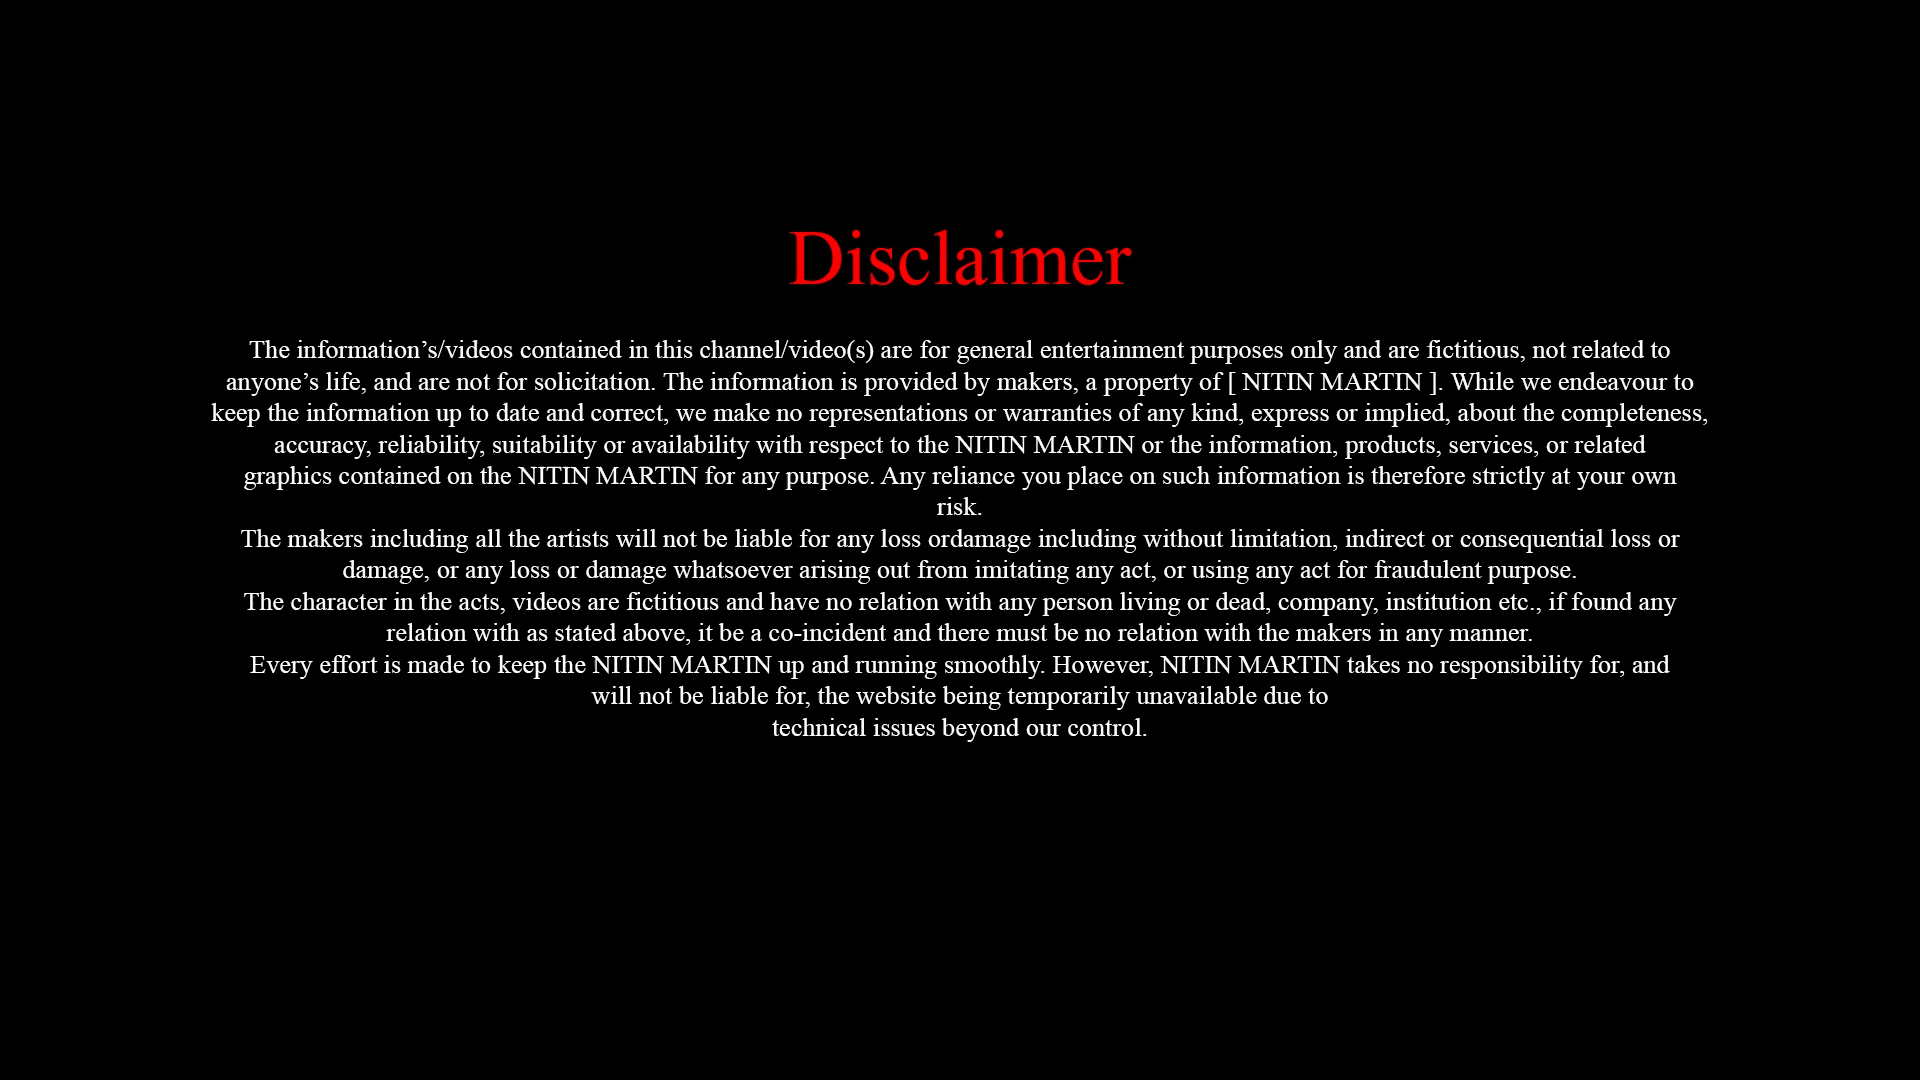 Disclaimer
The information’s/videos contained in this channel/video(s) are for general entertainment purposes only and are fictitious, not related to
anyone’s life, and are not for solicitation. The information is provided by makers, a property of [ NITIN MARTIN ]. While we endeavour to
keep the information up to date and correct, we make no representations or warranties of any kind, express or implied, about the completeness,
accuracy, reliability, suitability or availability with respect to the NITIN MARTIN or the information, products, services, or related
graphics contained on the NITIN MARTIN for any purpose. Any reliance you place on such information is therefore strictly at your own
risk.
The makers including all the artists will not be liable for any loss ordamage including without limitation, indirect or consequential loss or
damage, or any loss or damage whatsoever arising out from imitating any act, or using any act for fraudulent purpose.
The character in the acts, videos are fictitious and have no relation with any person living or dead, company, institution etc., if found any
relation with as stated above, it be a co-incident and there must be no relation with the makers in any manner.
Every effort is made to keep the NITIN MARTIN up and running smoothly. However, NITIN MARTIN takes no responsibility for, and
will not be liable for, the website being temporarily unavailable due to
technical issues beyond our control.